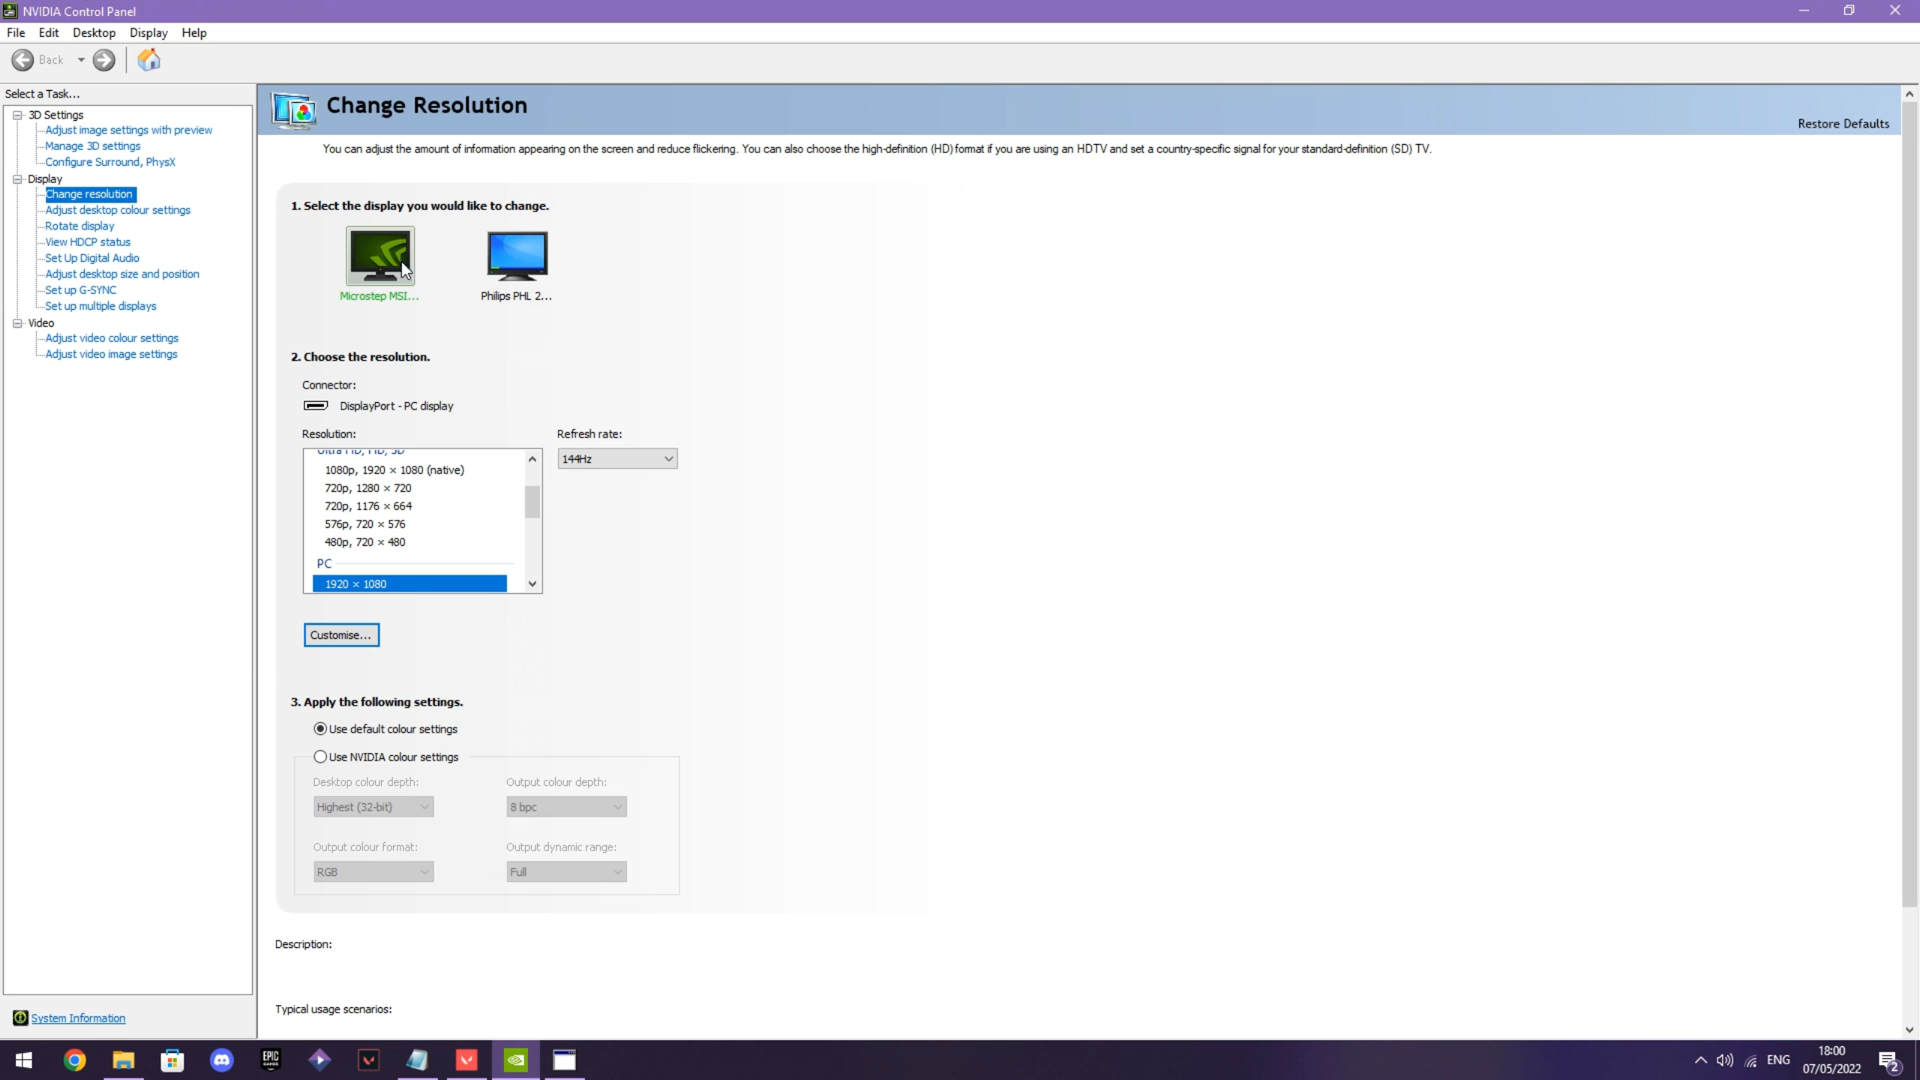 NVIDIA Control Panel
File Edit Desktop Display Help
Back
Select a Task...
3D Settings
Adjust image settings with preview
Manage 3D settings
Configure Surround, PhysX
Display
Change resolution
Adjust desktop colour settings
Rotate display
View HDCP status
Set Up Digital Audio
Adjust desktop size and position
Set up G-SYNC
Set up multiple displays
Video
Adjust video colour settings
Adjust video image settings
System Information
Change Resolution
Restore Defaults
You can adjust the amount of information appearing on the screen and reduce flickering. You can also choose the high-definition (HD) format if you are using an HDTV and set a country-specific signal for your standard-definition (SD) TV.
1. Select the display you would like to change.
Microstep MSI...
Philips PHL 2...
2. Choose the resolution.
Connector:
DisplayPort - PC display
Resolution:
Refresh rate:
Ultra HD, HD, SD
144Hz
1080p, 1920 × 1080 (native)
720p, 1280 × 720
720p, 1176 × 664
576p, 720 × 576
480p, 720 × 480
PC
1920 × 1080
Customise...
3. Apply the following settings.
Use default colour settings
Use NVIDIA colour settings
Desktop colour depth:
Output colour depth:
Highest (32-bit)
8 bpc
Output colour format:
Output dynamic range:
RGB
Full
Description:
Typical usage scenarios:
EPIC
GAMES
ENG
18:00
07/05/2022
2